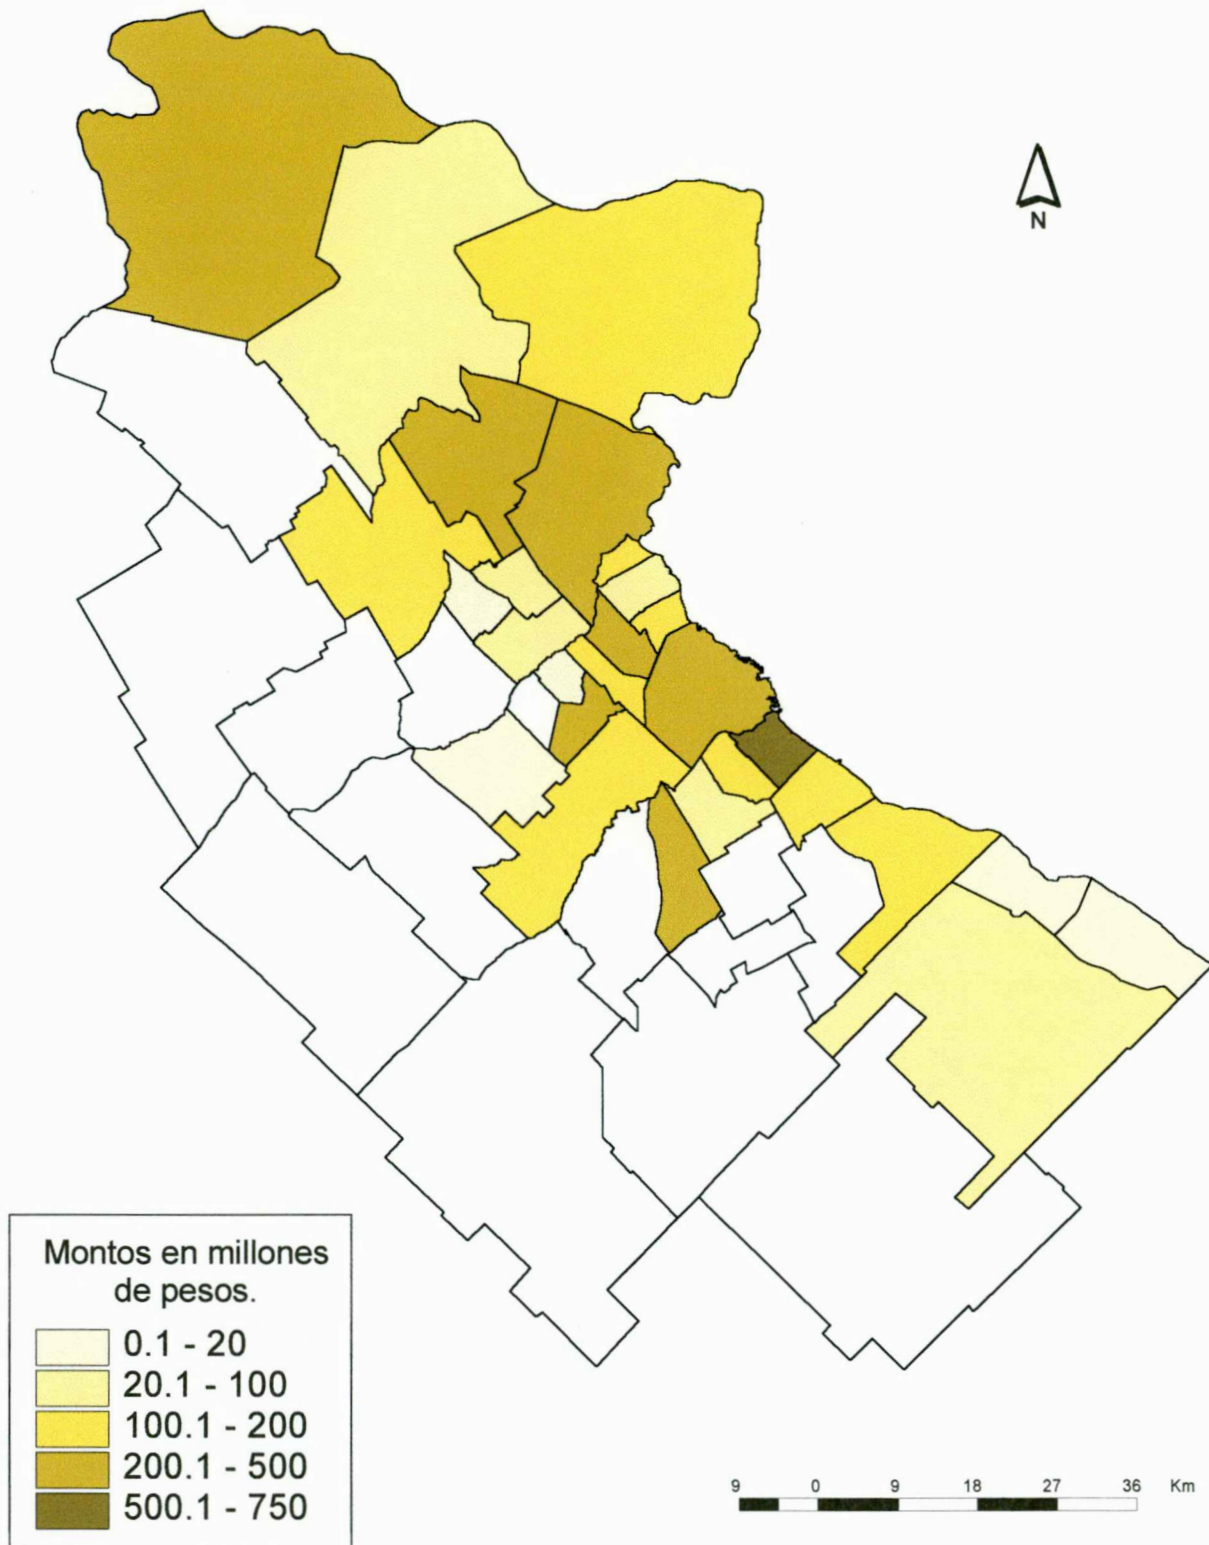 N
Montos en millones
de pesos.
0.1 - 20
20.1 - 100
100.1 - 200
200.1 - 500
500.1 - 750
9 0 9 18 27 36 Km